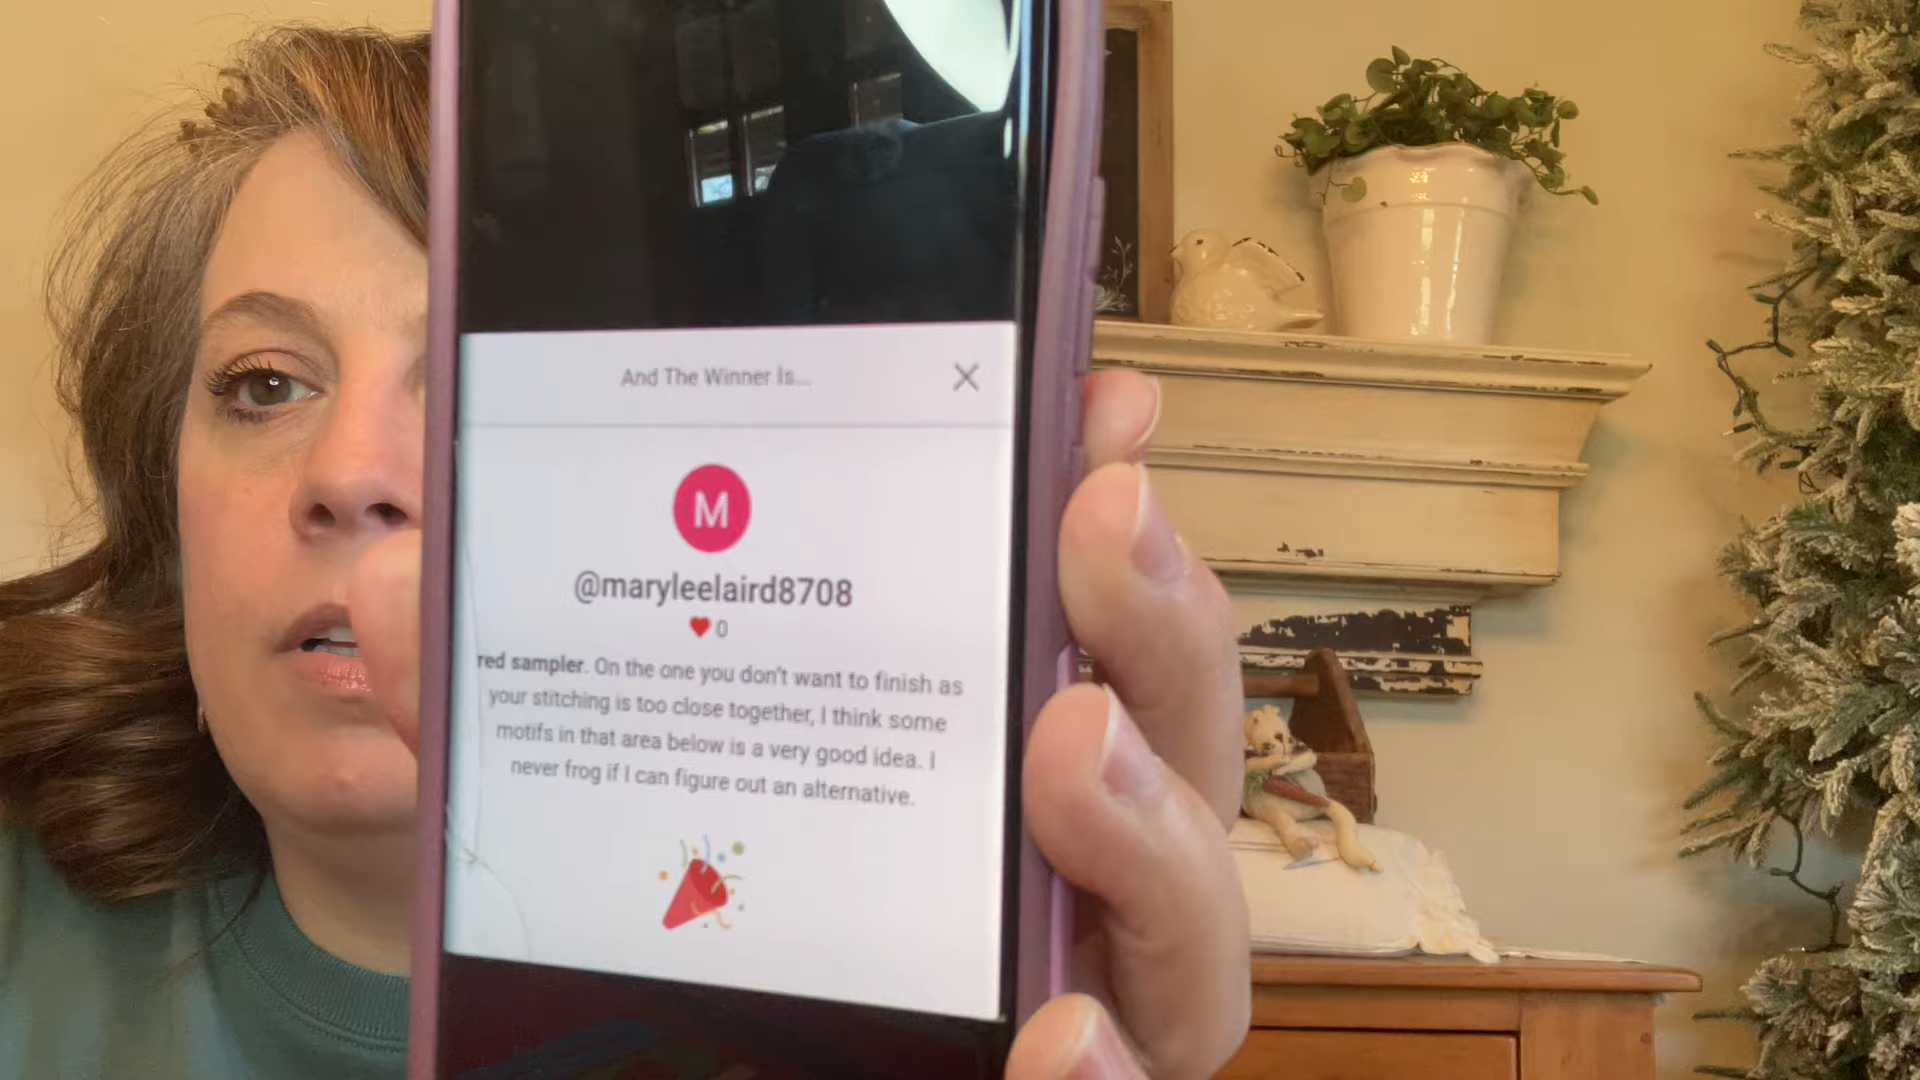 And The Winner Is...
M
@maryleelaird8708
0
red sampler. On the one you don't want to finish as
your stitching is too close together, I think some
motifs in that area below is a very good idea. I
never frog if I can figure out an alternative.